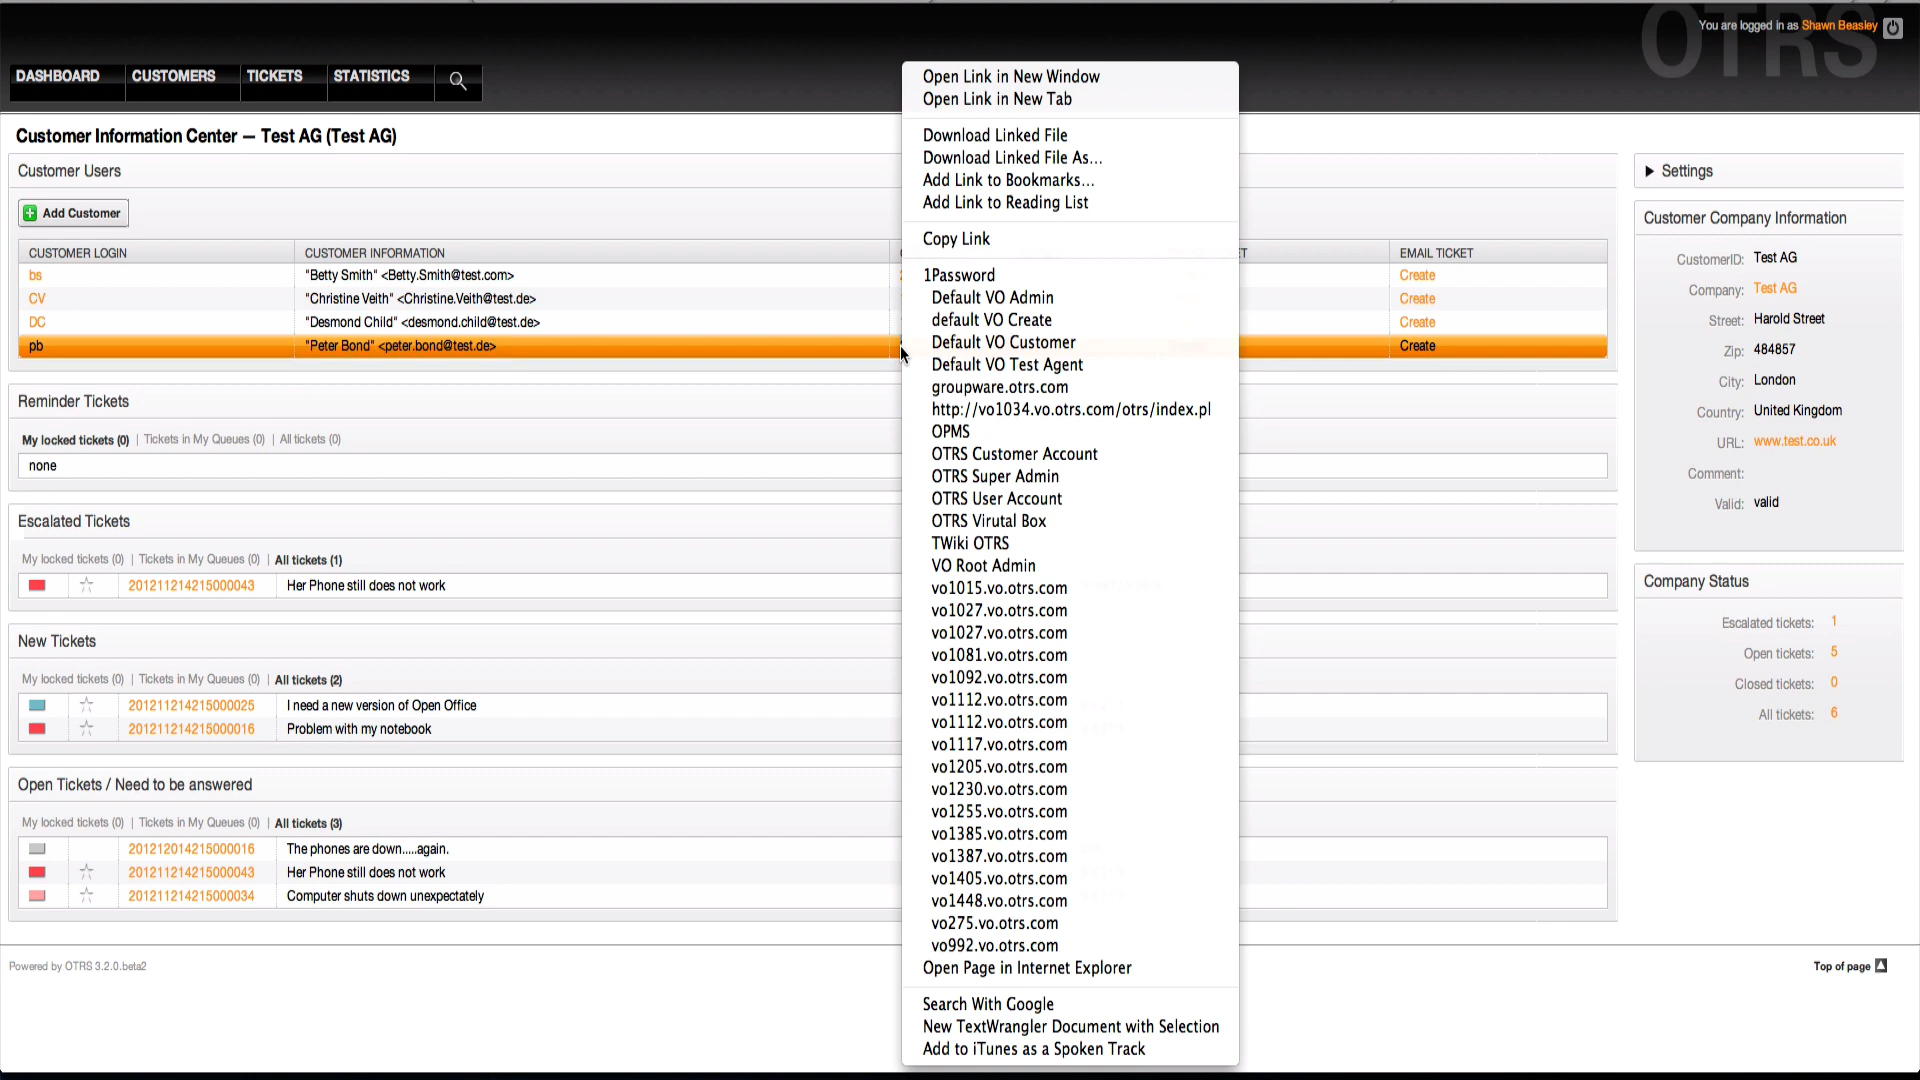 OTRS
You are logged in as Shawn Beasley
DASHBOARD CUSTOMERS TICKETS STATISTICS
Customer Information Center — Test AG (Test AG)
Customer Users
Add Customer
CUSTOMER LOGIN CUSTOMER INFORMATION EMAIL TICKET
bs "Betty Smith" <Betty.Smith@test.com> Create
CV "Christine Veith" <Christine.Veith@test.de> Create
DC "Desmond Child" <desmond.child@test.de> Create
pb "Peter Bond" <peter.bond@test.de> Create
Reminder Tickets
My locked tickets (0) | Tickets in My Queues (0) | All tickets (0)
none
Escalated Tickets
My locked tickets (0) | Tickets in My Queues (0) | All tickets (1)
201211214215000043 Her Phone still does not work
New Tickets
My locked tickets (0) | Tickets in My Queues (0) | All tickets (2)
201211214215000025 I need a new version of Open Office
201211214215000016 Problem with my notebook
Open Tickets / Need to be answered
My locked tickets (0) | Tickets in My Queues (0) | All tickets (3)
201212014215000016 The phones are down.....again.
201211214215000043 Her Phone still does not work
201211214215000034 Computer shuts down unexpectately
Open Link in New Window
Open Link in New Tab
Download Linked File
Download Linked File As...
Add Link to Bookmarks...
Add Link to Reading List
Copy Link
1Password
Default VO Admin
default VO Create
Default VO Customer
Default VO Test Agent
groupware.otrs.com
http://vo1034.vo.otrs.com/otrs/index.pl
OPMS
OTRS Customer Account
OTRS Super Admin
OTRS User Account
OTRS Virutal Box
TWiki OTRS
VO Root Admin
vo1015.vo.otrs.com
vo1027.vo.otrs.com
vo1027.vo.otrs.com
vo1081.vo.otrs.com
vo1092.vo.otrs.com
vo1112.vo.otrs.com
vo1112.vo.otrs.com
vo1117.vo.otrs.com
vo1205.vo.otrs.com
vo1230.vo.otrs.com
vo1255.vo.otrs.com
vo1385.vo.otrs.com
vo1387.vo.otrs.com
vo1405.vo.otrs.com
vo1448.vo.otrs.com
vo275.vo.otrs.com
vo992.vo.otrs.com
Open Page in Internet Explorer
Search With Google
New TextWrangler Document with Selection
Add to iTunes as a Spoken Track
Settings
Customer Company Information
CustomerID: Test AG
Company: Test AG
Street: Harold Street
Zip: 484857
City: London
Country: United Kingdom
URL: www.test.co.uk
Comment:
Valid: valid
Company Status
Escalated tickets: 1
Open tickets: 5
Closed tickets: 0
All tickets: 6
Powered by OTRS 3.2.0.beta2
Top of page